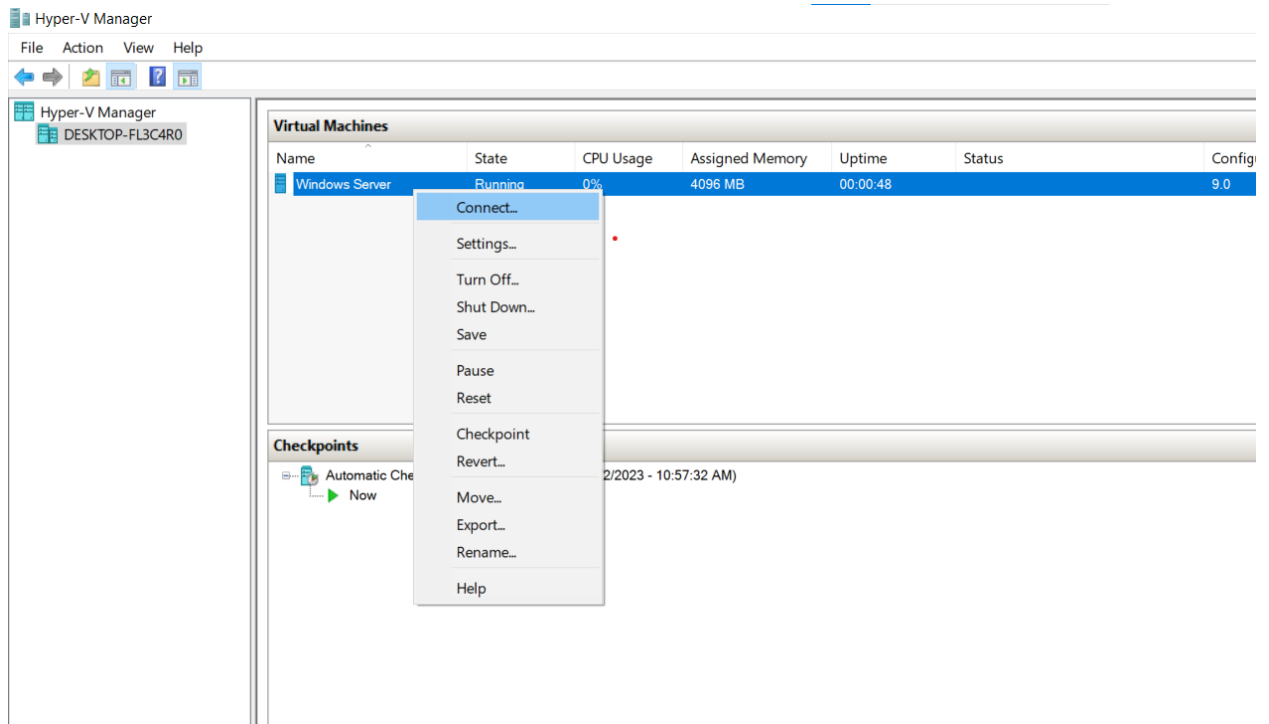 Hyper-V Manager
File Action View Help
Hyper-V Manager
DESKTOP-FL3C4R0
Virtual Machines
Name State CPU Usage Assigned Memory Uptime Status
Windows Server Running 0% 4096 MB 00:00:48 9.0
Connect...
Settings...
Turn Off...
Shut Down...
Save
Pause
Reset
Checkpoint
Revert...
Move...
Export...
Rename...
Help
Checkpoints
Automatic 2/2023 - 10:57:32 AM)
Now